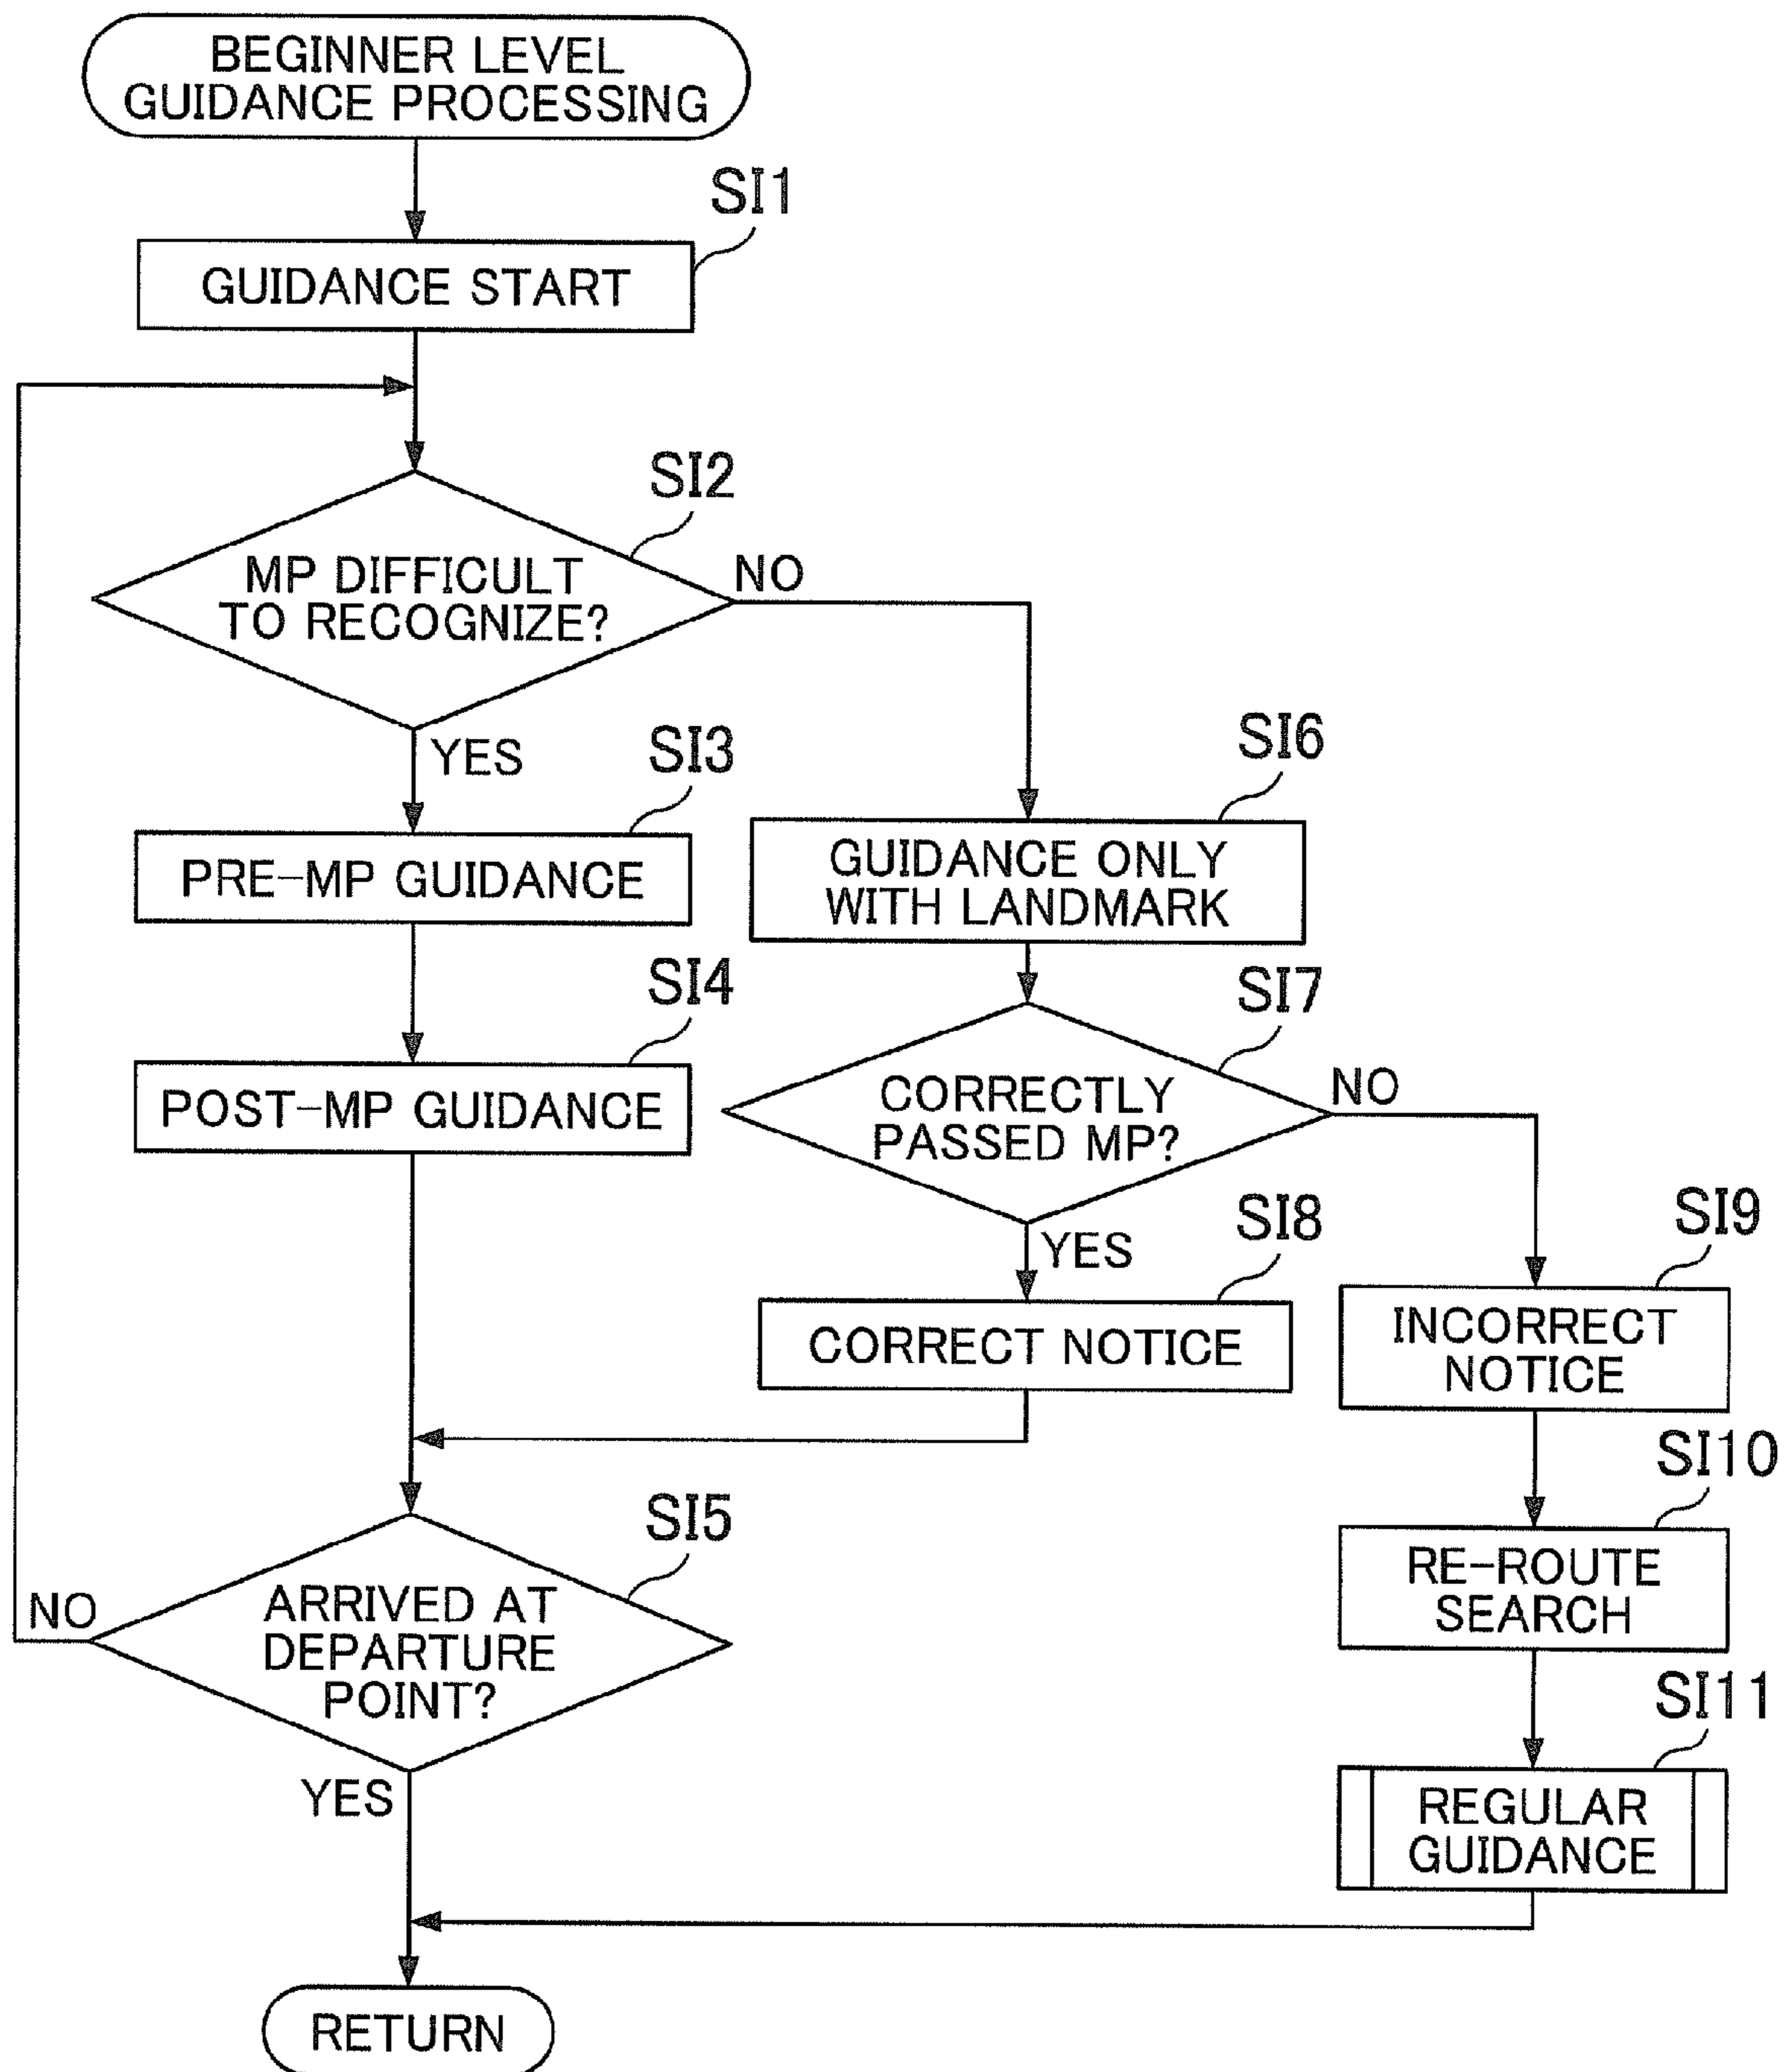 BEGINNER LEVEL
GUIDANCE PROCESSING
SI1
GUIDANCE START
SI2
MP DIFFICULT
TO RECOGNIZE?
NO
YES
SI3
PRE-MP GUIDANCE
SI4
POST-MP GUIDANCE
SI6
GUIDANCE ONLY
WITH LANDMARK
SI7
CORRECTLY
PASSED MP?
NO
YES
SI8
CORRECT NOTICE
SI9
INCORRECT
NOTICE
SI10
RE-ROUTE
SEARCH
SI11
REGULAR
GUIDANCE
SI5
ARRIVED AT
DEPARTURE
POINT?
NO
YES
RETURN